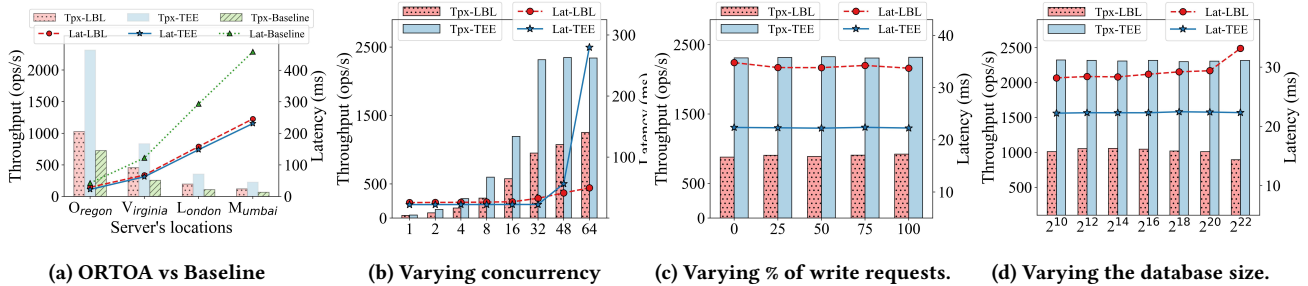 Tpx-LBL Tpx-TEE Tpx-Baseline
Lat-LBL Lat-TEE Lat-Baseline
Throughput (ops/s)
2000
1500
1000
500
0
400
300
200
100
0
Latency (ms)
Oregon Virginia London Mumbai
Server's locations
(a) ORTOA vs Baseline
Tpx-LBL Lat-LBL
Tpx-TEE Lat-TEE
Throughput (ops/s)
2500
1500
500
0
300
200
100
Latency (ms)
1 2 4 8 16 32 48 64
(b) Varying concurrency
Tpx-LBL Lat-LBL
Tpx-TEE Lat-TEE
Throughput (ops/s)
2500
1500
500
0
40
30
20
10
Latency (ms)
0 25 50 75 100
(c) Varying % of write requests.
Tpx-LBL Lat-LBL
Tpx-TEE Lat-TEE
Throughput (ops/s)
2500
2000
1500
1000
500
30
20
10
Latency (ms)
2^10 2^12 2^14 2^16 2^18 2^20 2^22
(d) Varying the database size.